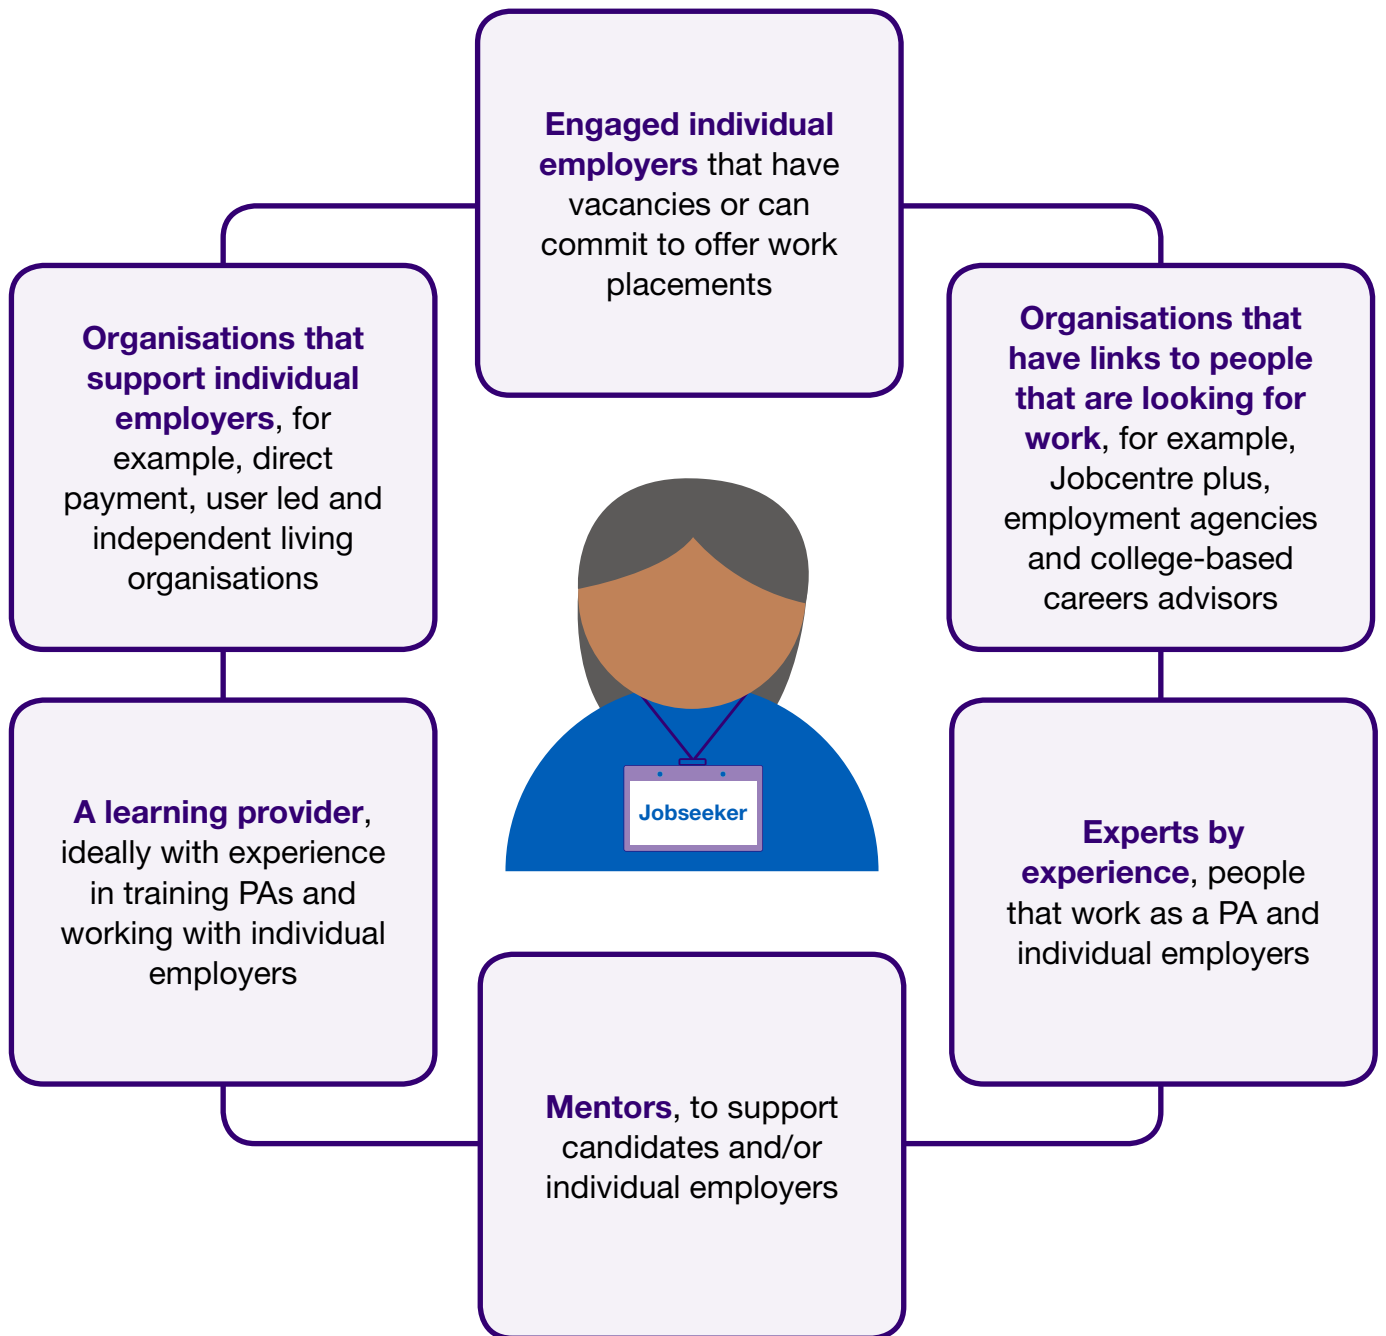 Engaged individual
employers that have
vacancies or can
commit to offer work
placements
Organisations that
support individual
employers, for
example, direct
payment, user led and
independent living
organisations
Organisations that
have links to people
that are looking for
work, for example,
Jobcentre plus,
employment agencies
and college-based
careers advisors
Jobseeker
A learning provider,
ideally with experience
in training PAs and
working with individual
employers
Experts by
experience, people
that work as a PA and
individual employers
Mentors, to support
candidates and/or
individual employers